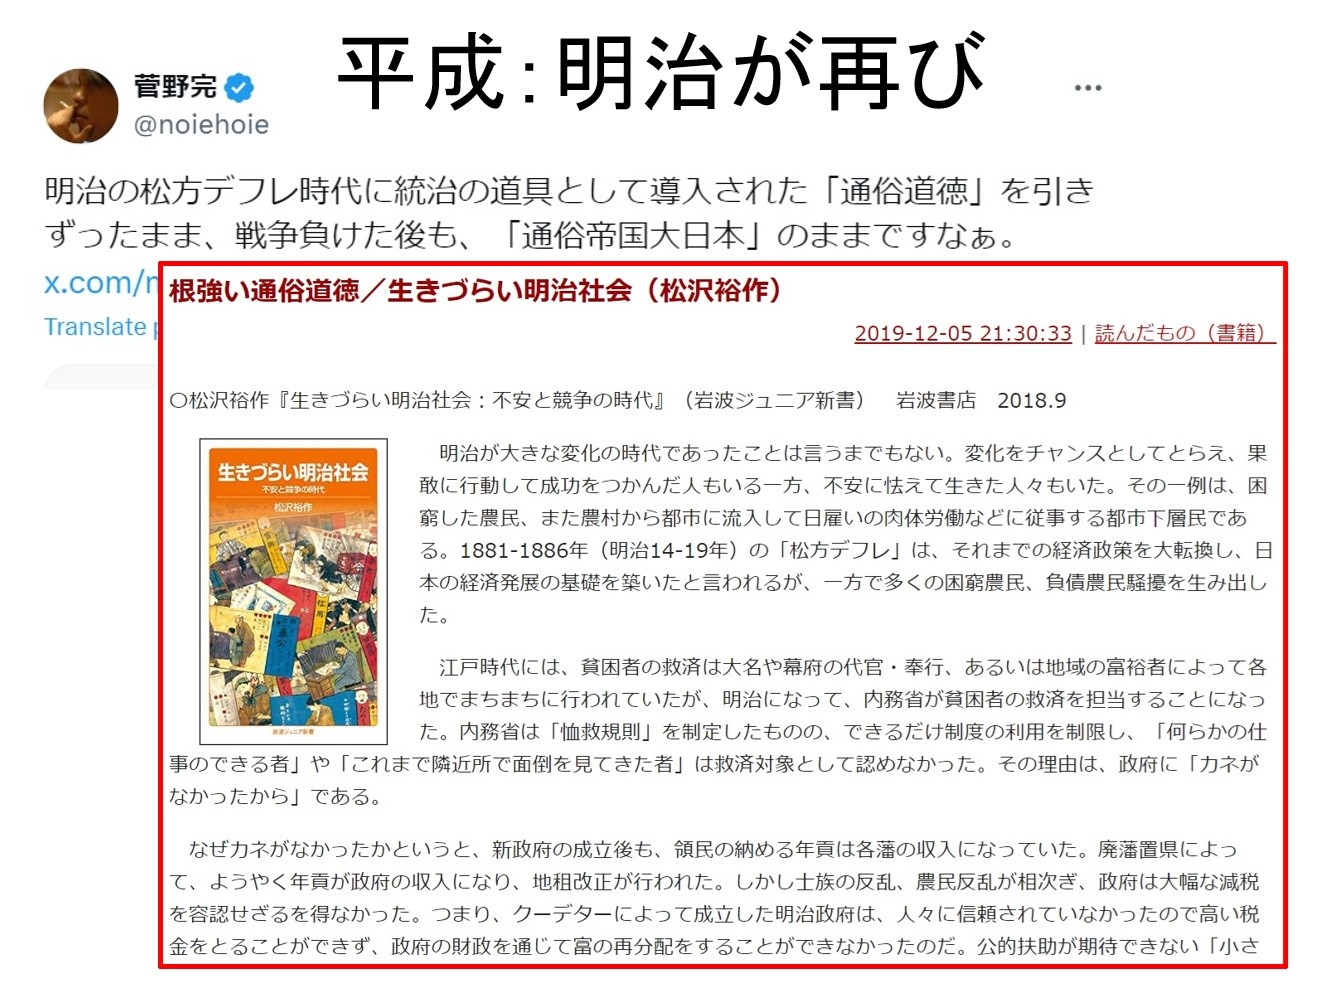 平成：明治が再び
菅野完
@noiehoie
明治の松方デフレ時代に統治の道具として導入された「通俗道徳」を引き
ずったまま、戦争負けた後も、「通俗帝国大日本」のままですなぁ。
x.com/n
Translate p
根強い通俗道徳／生きづらい明治社会（松沢裕作）
2019-12-05 21:30:33 | 読んだもの（書籍）
〇松沢裕作『生きづらい明治社会：不安と競争の時代』（岩波ジュニア新書）　岩波書店　2018.9
生きづらい明治社会
不安と競争の時代
松沢裕作
岩波ジュニア新書
明治が大きな変化の時代であったことは言うまでもない。変化をチャンスとしてとらえ、果
敢に行動して成功をつかんだ人もいる一方、不安に怯えて生きた人々もいた。その一例は、困
窮した農民、また農村から都市に流入して日雇いの肉体労働などに従事する都市下層民であ
る。1881-1886年（明治14-19年）の「松方デフレ」は、それまでの経済政策を大転換し、日
本の経済発展の基礎を築いたと言われるが、一方で多くの困窮農民、負債農民騒擾を生み出し
た。
江戸時代には、貧困者の救済は大名や幕府の代官・奉行、あるいは地域の富裕者によって各
地でまちまちに行われていたが、明治になって、内務省が貧困者の救済を担当することになっ
た。内務省は「恤救規則」を制定したものの、できるだけ制度の利用を制限し、「何らかの仕
事のできる者」や「これまで隣近所で面倒を見てきた者」は救済対象として認めなかった。その理由は、政府に「カネが
なかったから」である。
なぜカネがなかったかというと、新政府の成立後も、領民の納める年貢は各藩の収入になっていた。廃藩置県によっ
て、ようやく年貢が政府の収入になり、地租改正が行われた。しかし士族の反乱、農民反乱が相次ぎ、政府は大幅な減税
を容認せざるを得なかった。つまり、クーデターによって成立した明治政府は、人々に信頼されていなかったので高い税
金をとることができず、政府の財政を通じて富の再分配をすることができなかったのだ。公的扶助が期待できない「小さ